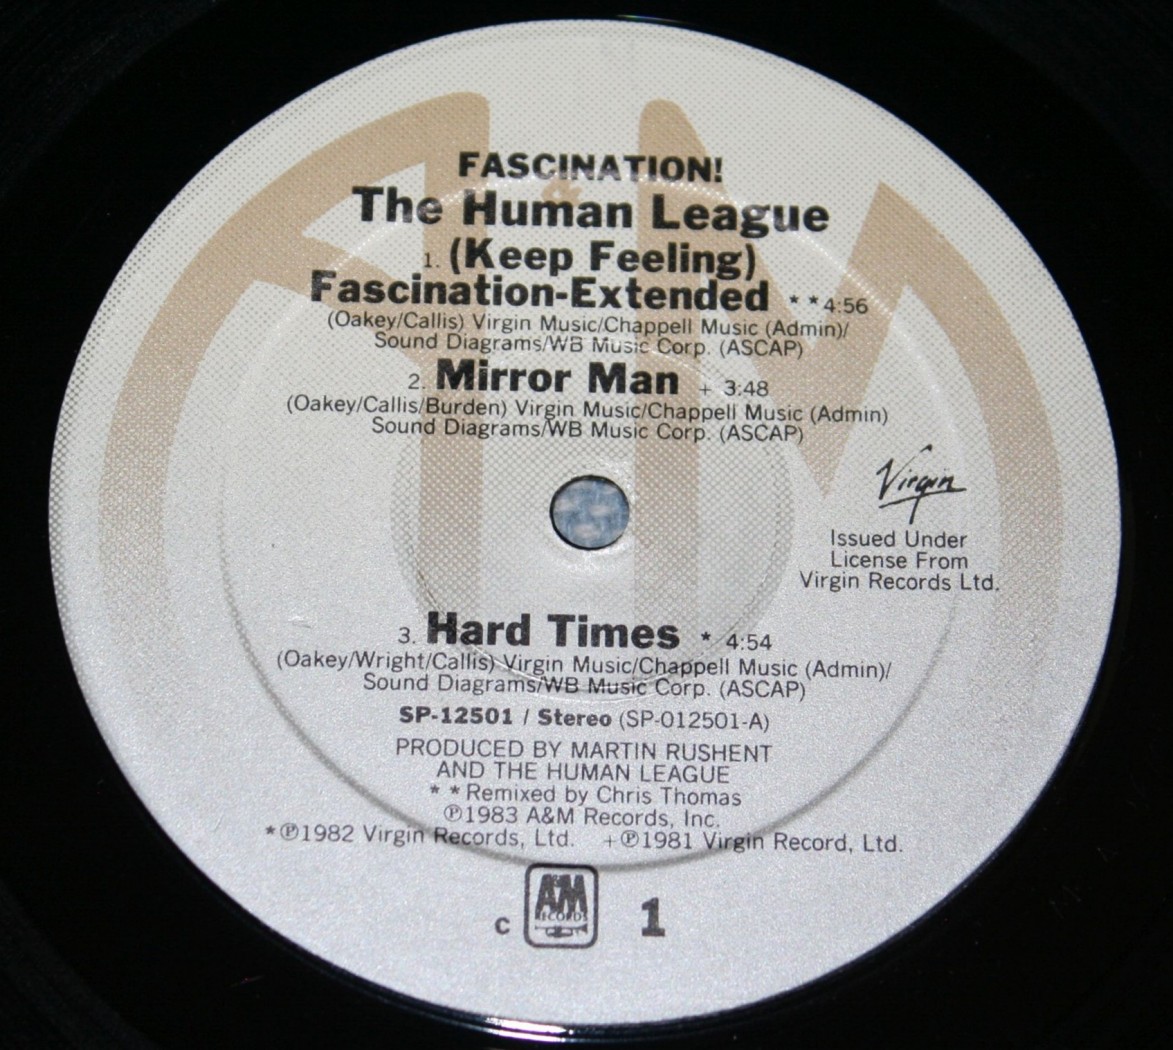 FASCINATION!
The Human League
1. (Keep Feeling)
Fascination-Extended **4:56
(Oakey/Callis) Virgin Music/Chappell Music (Admin)/
Sound Diagrams/WB Music Corp. (ASCAP)
2. Mirror Man + 3:48
(Oakey/Callis/Burden) Virgin Music/Chappell Music (Admin)
Sound Diagrams/WB Music Corp. (ASCAP)
Virgin
Issued Under
License From
Virgin Records Ltd.
3. Hard Times * 4:54
(Oakey/Wright/Callis) Virgin Music/Chappell Music (Admin)/
Sound Diagrams/WB Music Corp. (ASCAP)
SP-12501 / Stereo (SP-012501-A)
PRODUCED BY MARTIN RUSHENT
AND THE HUMAN LEAGUE
**Remixed by Chris Thomas
℗1983 A&M Records, Inc.
*℗1982 Virgin Records, Ltd. +℗1981 Virgin Record, Ltd.
c A&M RECORDS 1